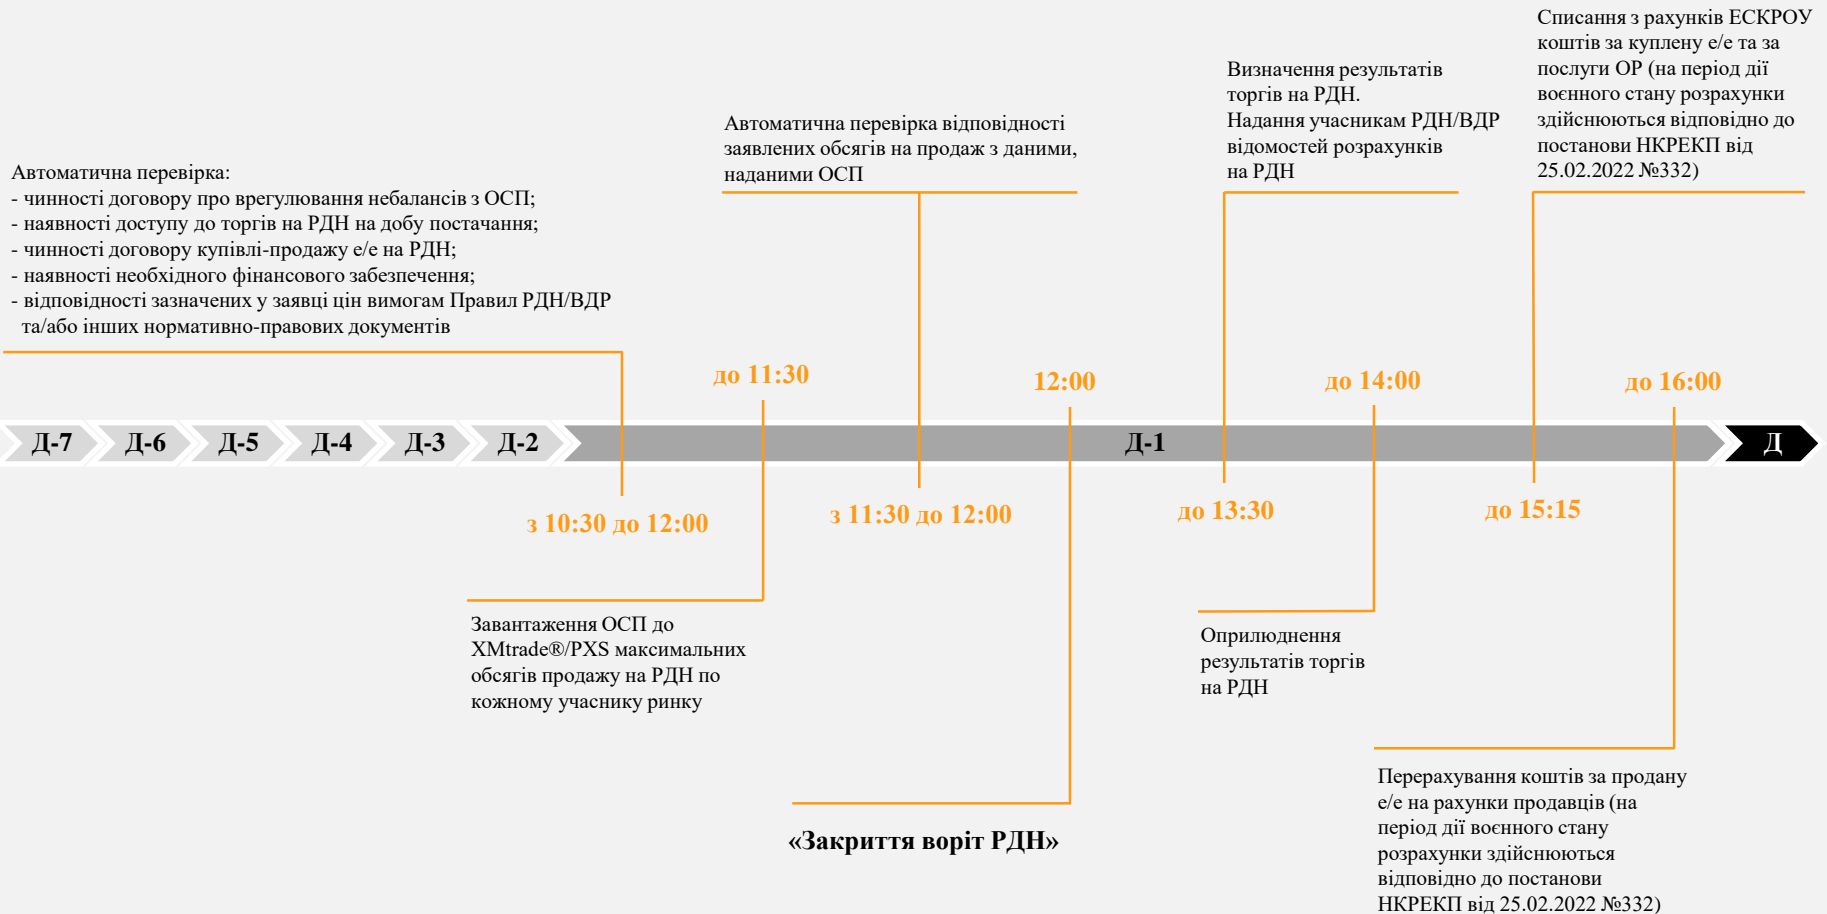 Списання з рахунків ЕСКРОУ
коштів за куплену е/е та за
послуги ОР (на період дії
воєнного стану розрахунки
здійснюються відповідно до
постанови НКРЕКП від
25.02.2022 №332)
Визначення результатів
торгів на РДН.
Надання учасникам РДН/ВДР
відомостей розрахунків
на РДН
Автоматична перевірка відповідності
заявлених обсягів на продаж з даними,
наданими ОСП
Автоматична перевірка:
- чинності договору про врегулювання небалансів з ОСП;
- наявності доступу до торгів на РДН на добу постачання;
- чинності договору купівлі-продажу е/е на РДН;
- наявності необхідного фінансового забезпечення;
- відповідності зазначених у заявці цін вимогам Правил РДН/ВДР
та/або інших нормативно-правових документів
до 11:30
12:00
до 14:00
до 16:00
Д-7
Д-6
Д-5
Д-4
Д-3
Д-2
Д-1
Д
з 10:30 до 12:00
з 11:30 до 12:00
до 13:30
до 15:15
Завантаження ОСП до
XMtrade®/PXS максимальних
обсягів продажу на РДН по
кожному учаснику ринку
Оприлюднення
результатів торгів
на РДН
«Закриття воріт РДН»
Перерахування коштів за продану
е/е на рахунки продавців (на
період дії воєнного стану
розрахунки здійснюються
відповідно до постанови
НКРЕКП від 25.02.2022 №332)